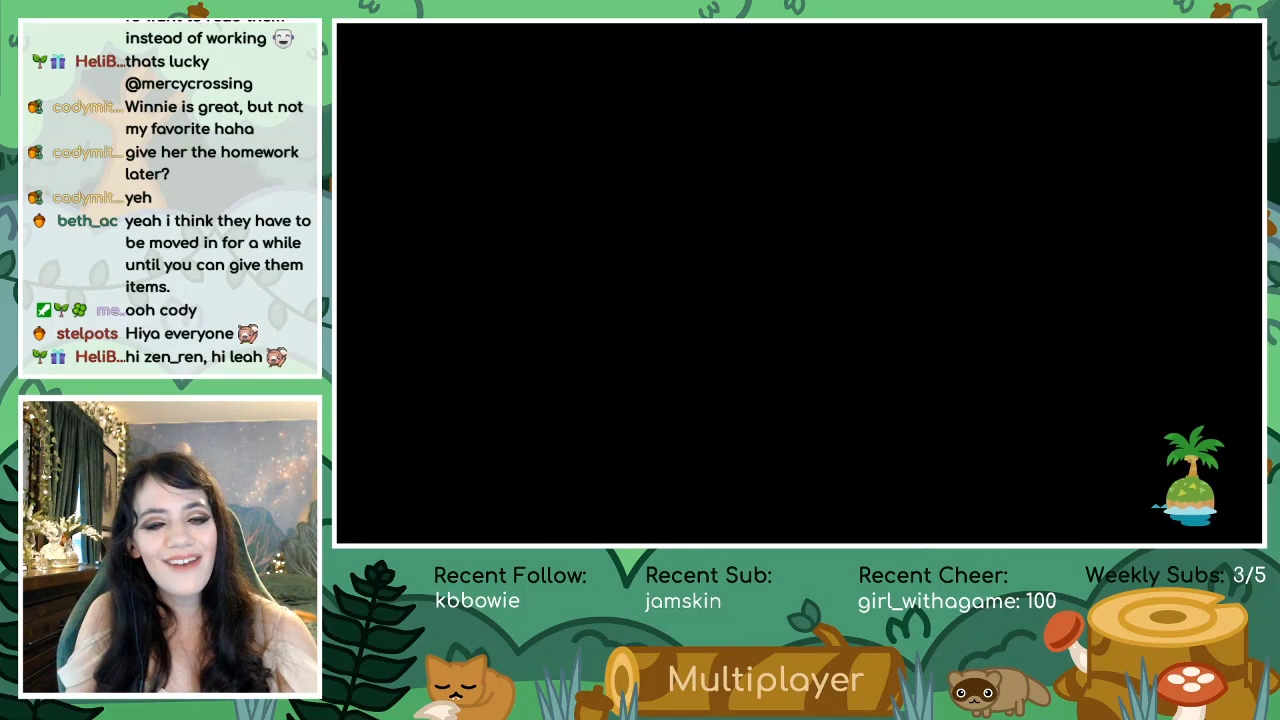 instead of working
HeliB...thats lucky
@mercycrossing
codymit...Winnie is great, but not
my favorite haha
codymit...give her the homework
later?
codymit...yeh
beth_ac yeah i think they have to
be moved in for a while
until you can give them
items.
me..ooh cody
stelpots Hiya everyone
HeliB...hi zen_ren, hi leah
Recent Follow:
kbbowie
Recent Sub:
jamskin
Recent Cheer:
girl_withagame: 100
Weekly Subs: 3/5
Multiplayer